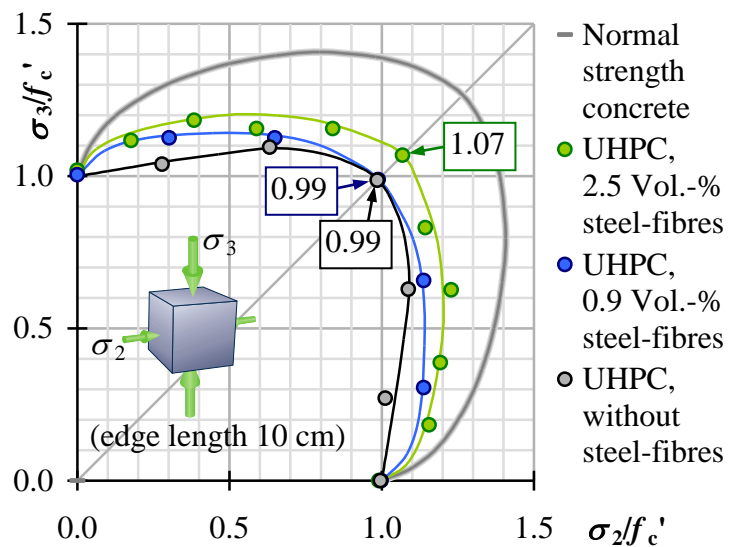 1.5
1.0
0.5
0.0
σ₃/f꜀'
0.0
0.5
1.0
1.5
σ₂/f꜀'
1.07
0.99
0.99
σ₃
σ₂
(edge length 10 cm)
Normal
strength
concrete
UHPC,
2.5 Vol.-%
steel-fibres
UHPC,
0.9 Vol.-%
steel-fibres
UHPC,
without
steel-fibres